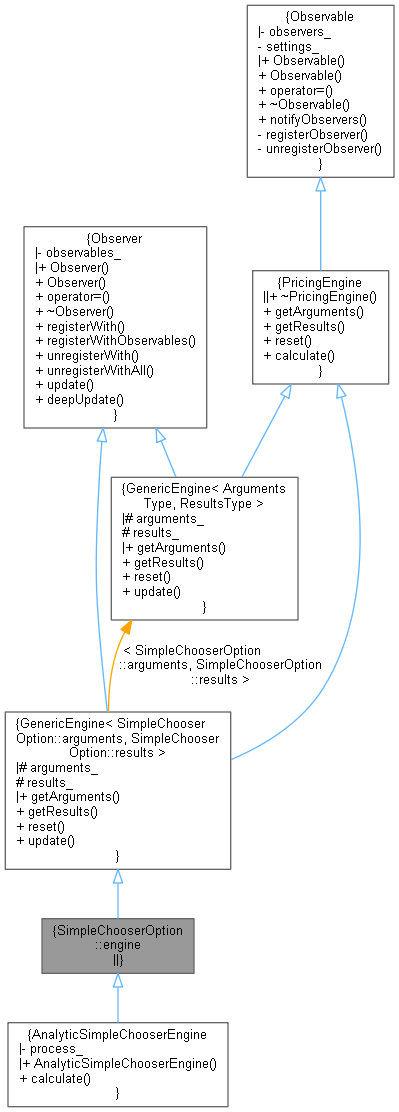 {Observable
|- observers_
- settings_
|+ Observable()
+ Observable()
+ operator=()
+ ~Observable()
+ notifyObservers()
- registerObserver()
- unregisterObserver()
}
{Observer
|- observables_
|+ Observer()
+ Observer()
+ operator=()
+ ~Observer()
+ registerWith()
+ registerWithObservables()
+ unregisterWith()
+ unregisterWithAll()
+ update()
+ deepUpdate()
}
{PricingEngine
||+ ~PricingEngine()
+ getArguments()
+ getResults()
+ reset()
+ calculate()
}
{GenericEngine< Arguments
Type, ResultsType >
|# arguments_
# results_
|+ getArguments()
+ getResults()
+ reset()
+ update()
}
< SimpleChooserOption
::arguments, SimpleChooserOption
::results >
{GenericEngine< SimpleChooser
Option::arguments, SimpleChooser
Option::results >
|# arguments_
# results_
|+ getArguments()
+ getResults()
+ reset()
+ update()
}
{SimpleChooserOption
::engine
||}
{AnalyticSimpleChooserEngine
|- process_
|+ AnalyticSimpleChooserEngine()
+ calculate()
}